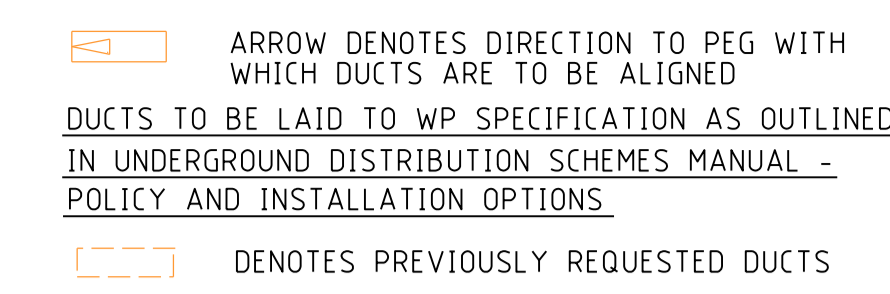 ARROW DENOTES DIRECTION TO PEG WITH
WHICH DUCTS ARE TO BE ALIGNED
DUCTS TO BE LAID TO WP SPECIFICATION AS OUTLINED
IN UNDERGROUND DISTRIBUTION SCHEMES MANUAL -
POLICY AND INSTALLATION OPTIONS
DENOTES PREVIOUSLY REQUESTED DUCTS